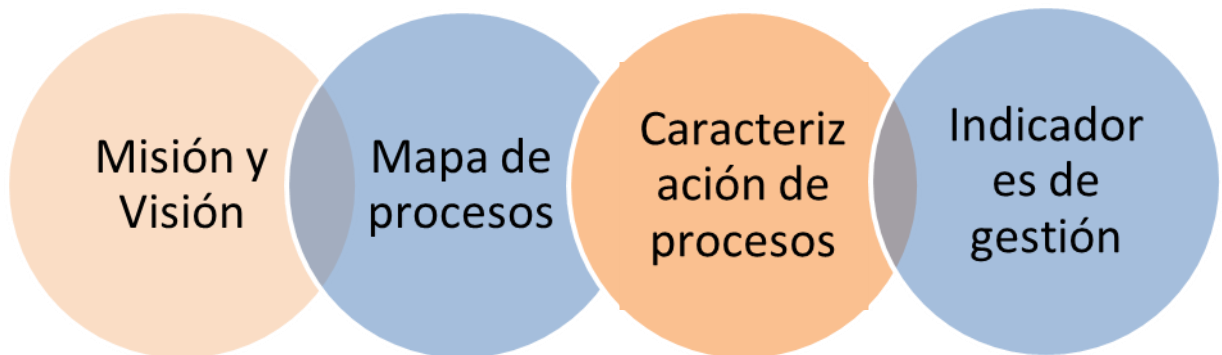 Misión y
Visión
Mapa de
procesos
Caracteriz
ación de
procesos
Indicador
es de
gestión